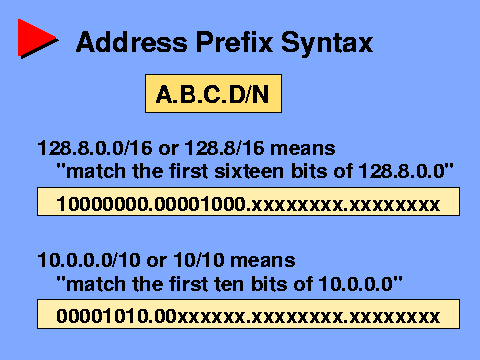 Address Prefix Syntax
A.B.C.D/N
128.8.0.0/16 or 128.8/16 means
"match the first sixteen bits of 128.8.0.0"
10000000.00001000.xxxxxxxx.xxxxxxxx
10.0.0.0/10 or 10/10 means
"match the first ten bits of 10.0.0.0"
00001010.00xxxxxx.xxxxxxxx.xxxxxxxx